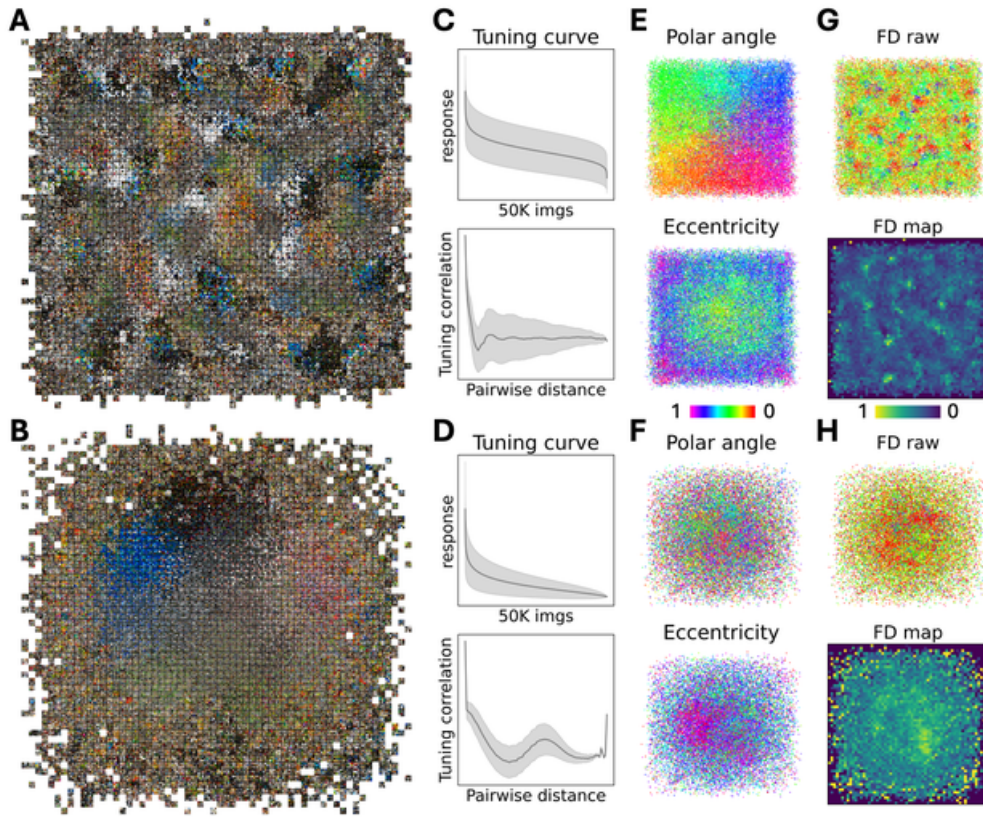 A
C
Tuning curve
response
50K imgs
Tuning correlation
Pairwise distance
E
Polar angle
Eccentricity
1 0
G
FD raw
FD map
1 0
B
D
Tuning curve
response
50K imgs
Tuning correlation
Pairwise distance
F
Polar angle
Eccentricity
H
FD raw
FD map